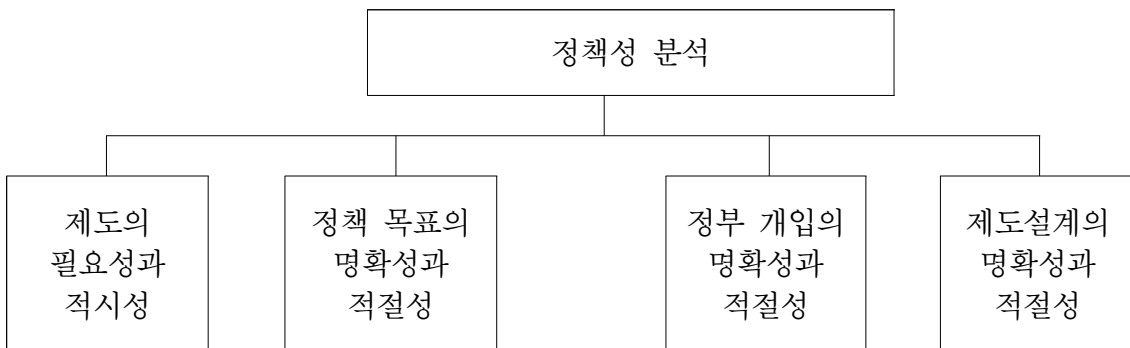 정책성 분석
제도의
필요성과
적시성
정책 목표의
명확성과
적절성
정부 개입의
명확성과
적절성
제도설계의
명확성과
적절성